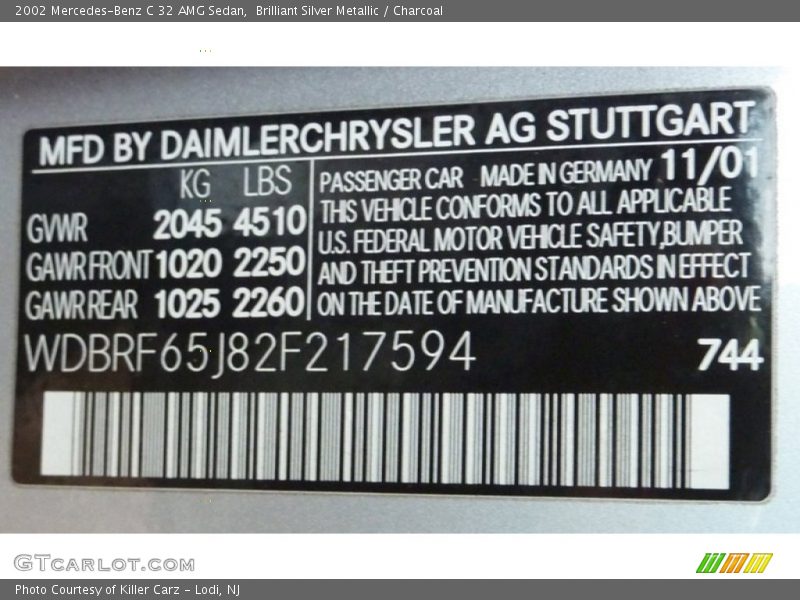 2002 Mercedes-Benz C 32 AMG Sedan,  Brilliant Silver Metallic / Charcoal
MFD BY DAIMLERCHRYSLER AG STUTTGART
KG LBS
GVWR 2045 4510
GAWR FRONT 1020 2250
GAWR REAR 1025 2260
PASSENGER CAR MADE IN GERMANY 11/01
THIS VEHICLE CONFORMS TO ALL APPLICABLE
U.S. FEDERAL MOTOR VEHICLE SAFETY,BUMPER
AND THEFT PREVENTION STANDARDS IN EFFECT
ON THE DATE OF MANUFACTURE SHOWN ABOVE
WDBRF65J82F217594 744
GTCARLOT.COM
Photo Courtesy of Killer Carz – Lodi, NJ